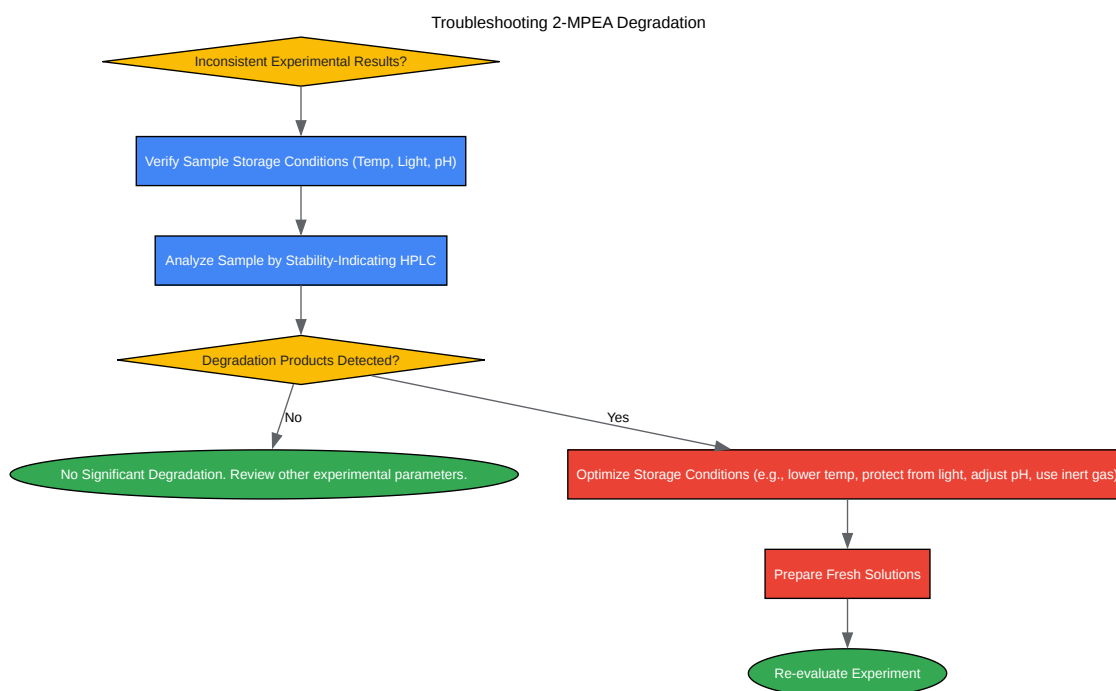 Troubleshooting 2-MPEA Degradation
Inconsistent Experimental Results?
Verify Sample Storage Conditions (Temp, Light, pH)
Analyze Sample by Stability-Indicating HPLC
Degradation Products Detected?
No
Yes
No Significant Degradation. Review other experimental parameters.
Optimize Storage Conditions (e.g., lower temp, protect from light, adjust pH, use inert gas)
Prepare Fresh Solutions
Re-evaluate Experiment